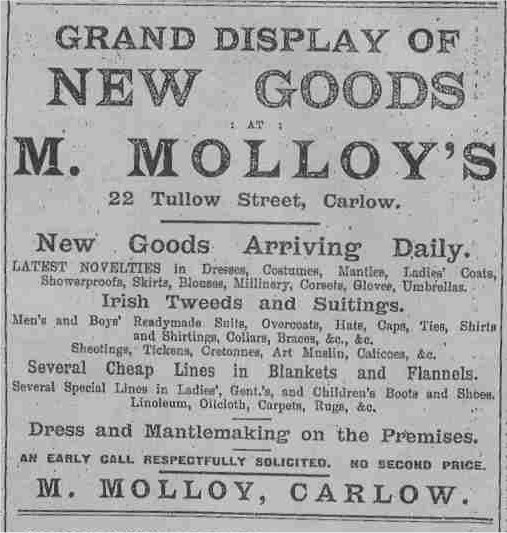 GRAND DISPLAY OF
NEW GOODS
: AT :
M. MOLLOY'S
22 Tullow Street, Carlow.
New Goods Arriving Daily.
LATEST NOVELTIES in Dresses, Costumes, Mantles, Ladies' Coats,
Showerproofs, Skirts, Blouses, Millinery, Corsets, Gloves, Umbrellas.
Irish Tweeds and Suitings.
Men's and Boys' Readymade Suits, Overcoats, Hats, Caps, Ties, Shirts
and Shirtings, Collars, Braces, &c., &c.
Sheetings, Tickens, Cretonnes, Art Muslin, Calicoes, &c.
Several Cheap Lines in Blankets and Flannels.
Several Special Lines in Ladies', Gent.'s, and Children's Boots and Shoes.
Linoleum, Oilcloth, Carpets, Rugs, &c.
Dress and Mantlemaking on the Premises.
AN EARLY CALL RESPECTFULLY SOLICITED. NO SECOND PRICE.
M. MOLLOY, CARLOW.